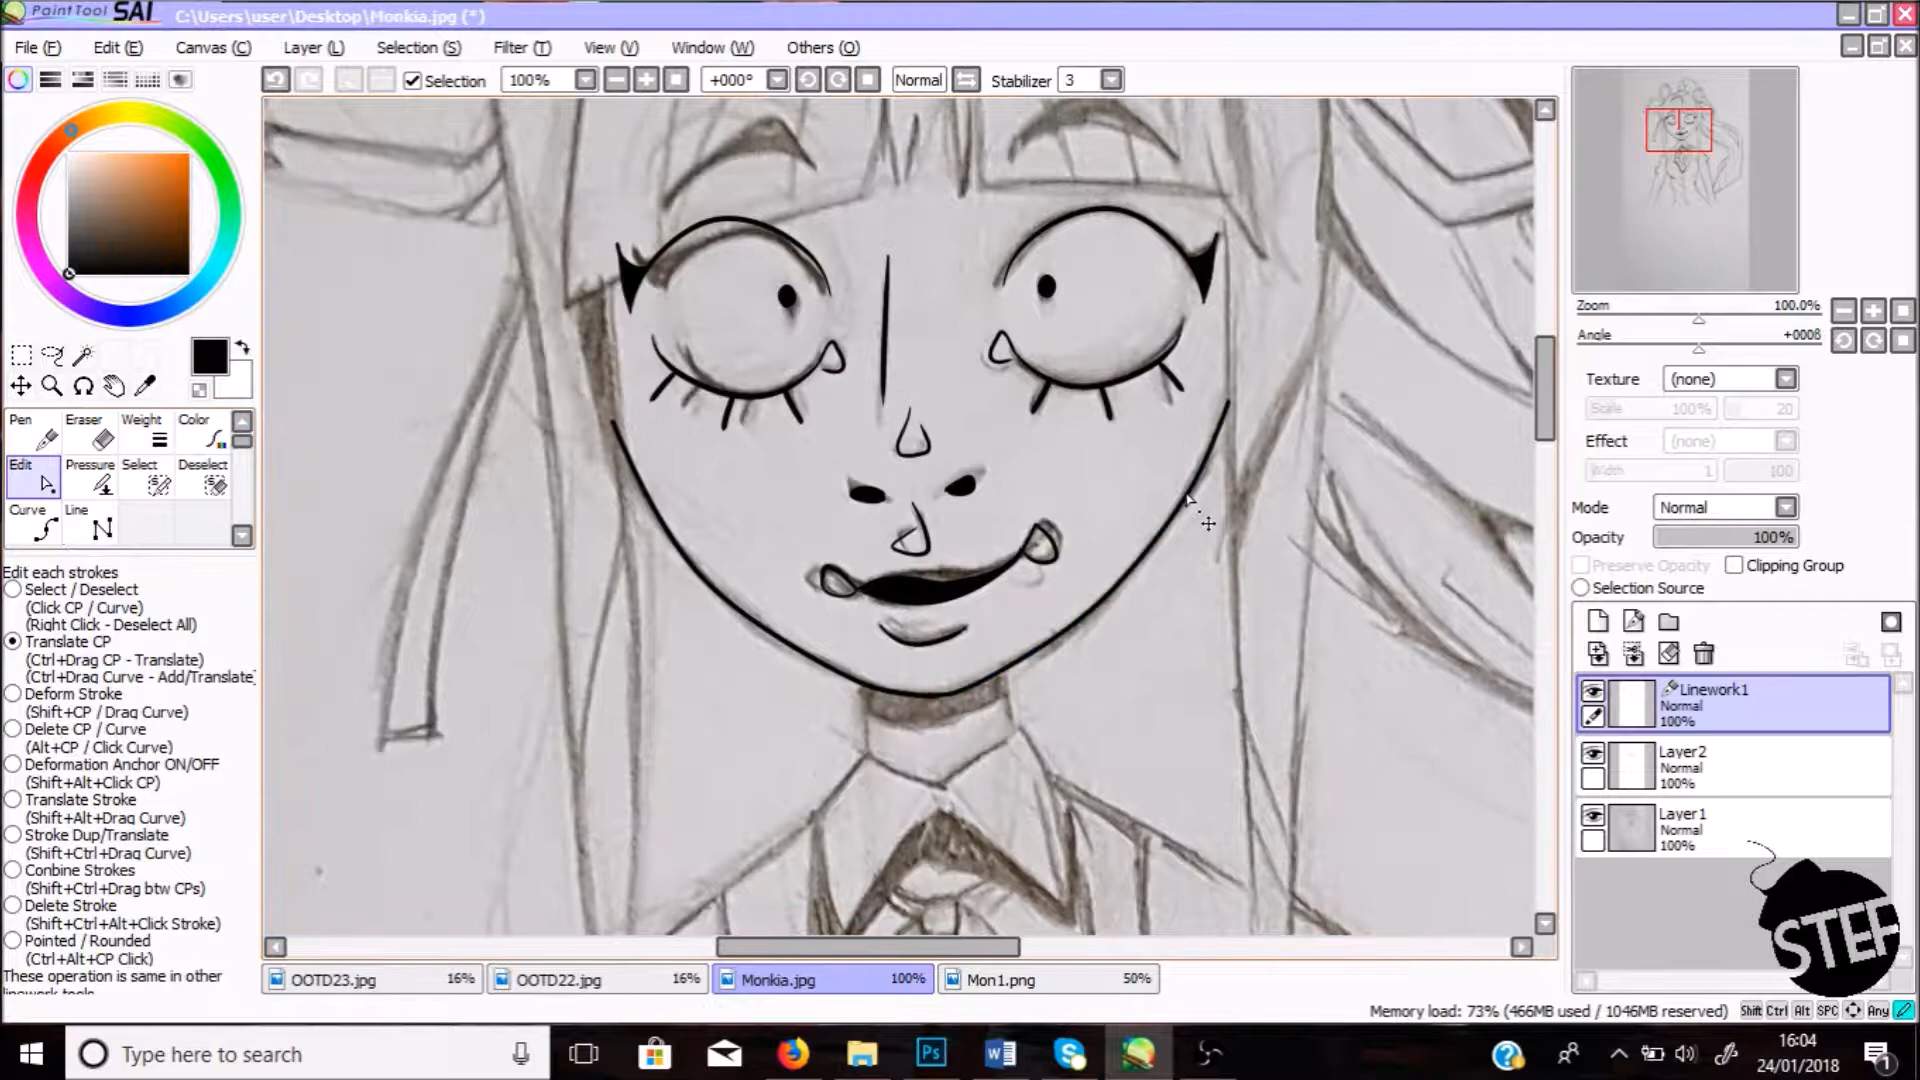 PaintTool SAI C:\Users\user\Desktop\Monkia.jpg (*)
File (F) Edit (E) Canvas (C) Layer (L) Selection (S) Filter (T) View (V) Window (W) Others (O)
Selection 100% +000° Normal Stabilizer 3
Zoom 100.0%
Angle
Texture (none)
Scale 100% 20
Effect (none)
Width 1 100
Mode Normal
Opacity 100%
Preserve Opacity Clipping Group
Selection Source
Linework1
Normal
100%
Layer2
Normal
100%
Layer1
Normal
100%
Pen Eraser Weight Color
Edit Pressure Select Deselect
Curve Line
Edit each strokes
Select / Deselect
(Click CP / Curve)
(Right Click - Deselect All)
Translate CP
(Ctrl+Drag CP - Translate)
(Ctrl+Drag Curve - Add/Translate)
Deform Stroke
(Shift+CP / Drag Curve)
Delete CP / Curve
(Alt+CP / Click Curve)
Deformation Anchor ON/OFF
(Shift+Alt+Click CP)
Translate Stroke
(Shift+Alt+Drag Curve)
Stroke Dup/Translate
(Shift+Ctrl+Drag Curve)
Conbine Strokes
(Shift+Ctrl+Drag btw CPs)
Delete Stroke
(Shift+Ctrl+Alt+Click Stroke)
Pointed / Rounded
(Ctrl+Alt+CP Click)
These operation is same in other
STEF
OOTD23.jpg 16% OOTD22.jpg 16% Monkia.jpg 100% Mon1.png 50%
Memory load: 73% (466MB used / 1046MB reserved) Shift Ctrl Alt SPC Any
Type here to search
Ps
16:04
24/01/2018
1